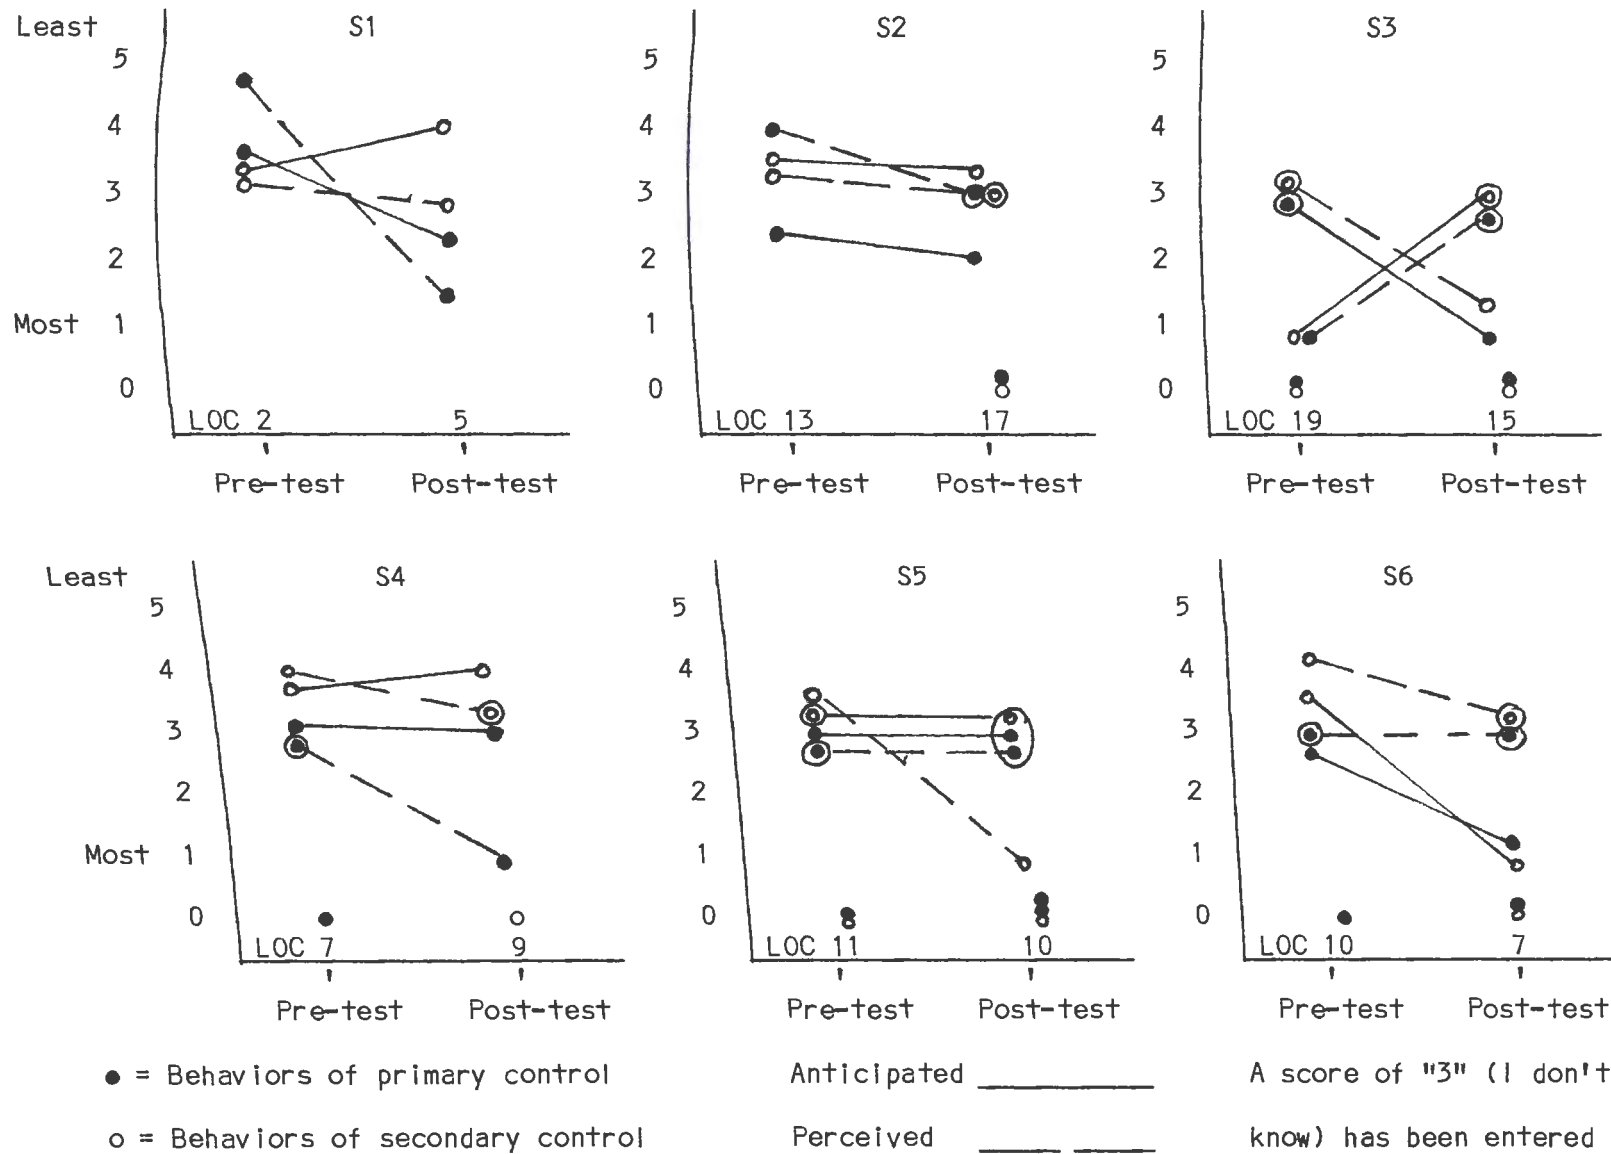 Least S1 S2 S3
5 5 5
4 4 4
3 3 3
2 2 2
Most 1 1 1
0 0 0
LOC 2 5 LOC 13 17 LOC 19 15
Pre-test Post-test Pre-test Post-test Pre-test Post-test
Least S4 S5 S6
5 5 5
4 4 4
3 3 3
2 2 2
Most 1 1 1
0 0 0
LOC 7 9 LOC 11 10 LOC 10 7
Pre-test Post-test Pre-test Post-test Pre-test Post-test
● = Behaviors of primary control Anticipated A score of "3" (I don't
○ = Behaviors of secondary control Perceived know) has been entered